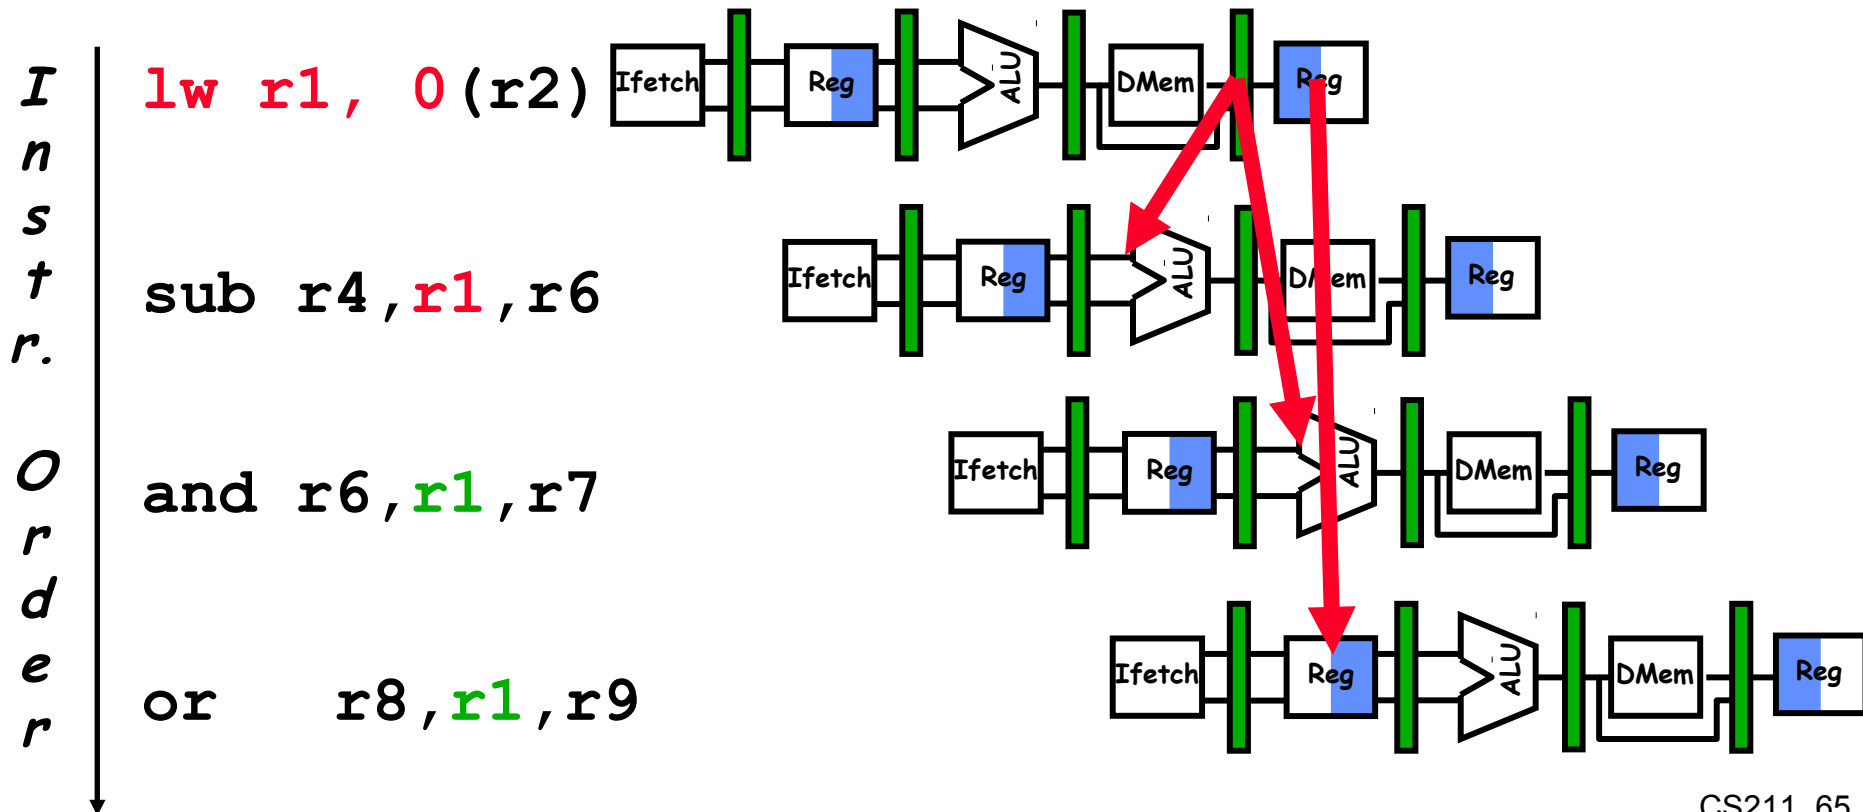 Instr. Order
lw r1, 0(r2)
Ifetch Reg ALU DMem Reg
sub r4,r1,r6
Ifetch Reg ALU DMem Reg
and r6,r1,r7
Ifetch Reg ALU DMem Reg
or r8,r1,r9
Ifetch Reg ALU DMem Reg
CS211 65